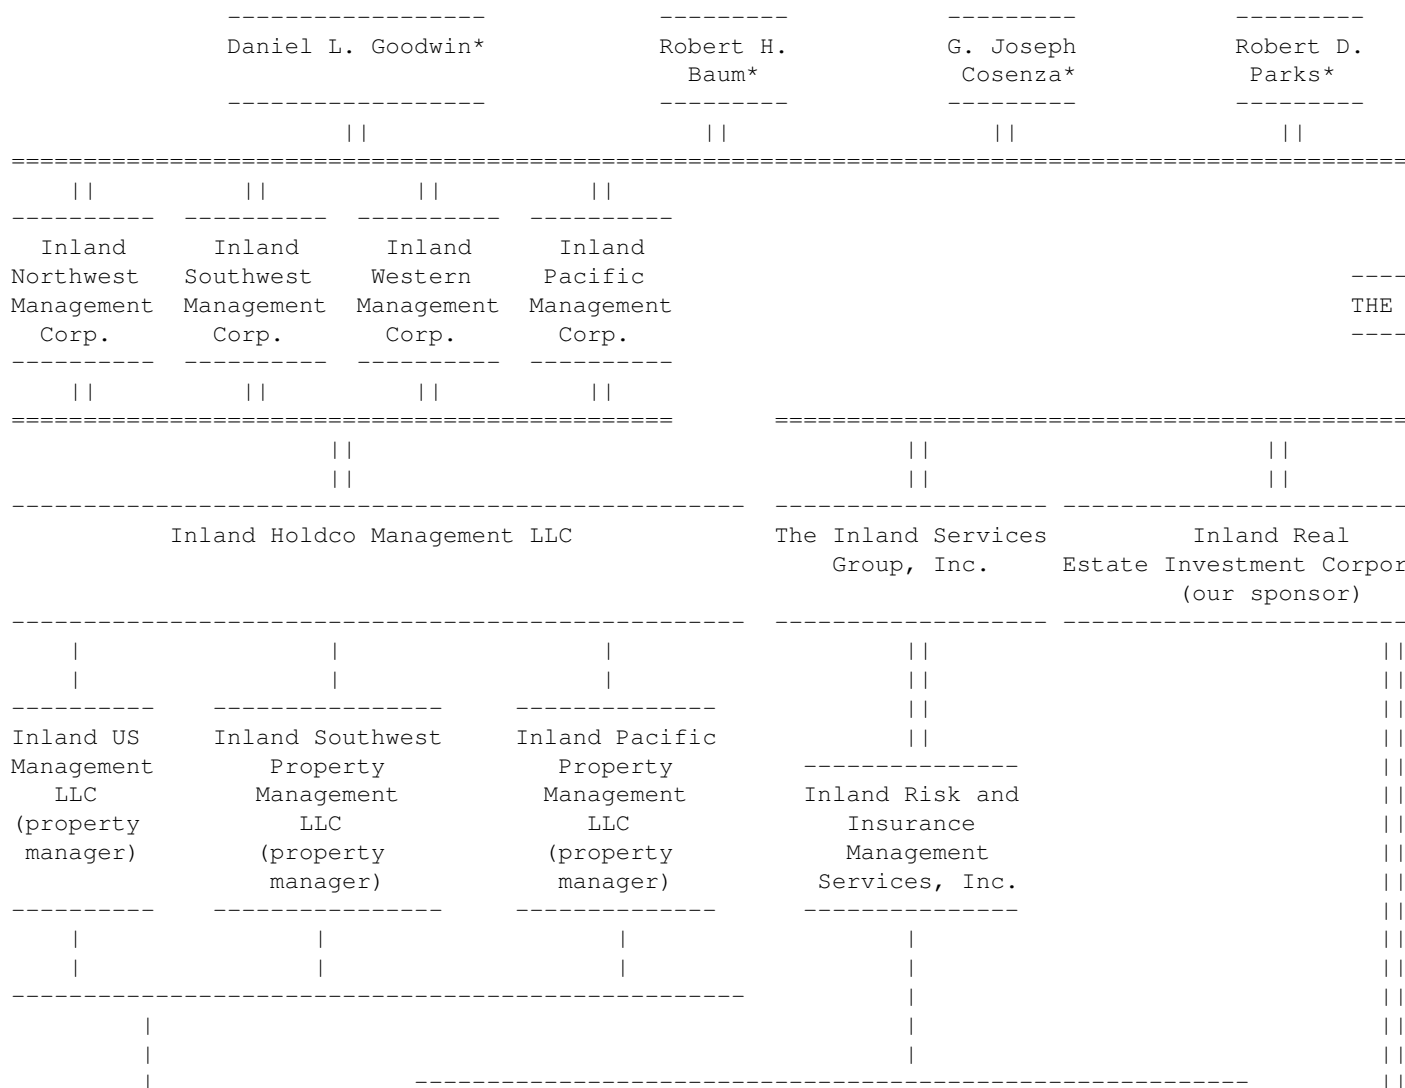 Daniel L. Goodwin* Robert H. G. Joseph Robert D.
Baum* Cosenza* Parks*
Inland Inland Inland Inland
Northwest Southwest Western Pacific
Management Management Management Management THE
Corp. Corp. Corp. Corp.
Inland Holdco Management LLC The Inland Services Inland Real
Group, Inc. Estate Investment Corpor
(our sponsor)
Inland US Inland Southwest Inland Pacific
Management Property Property
LLC Management Management Inland Risk and
(property LLC LLC Insurance
manager) (property (property Management
manager) manager) Services, Inc.